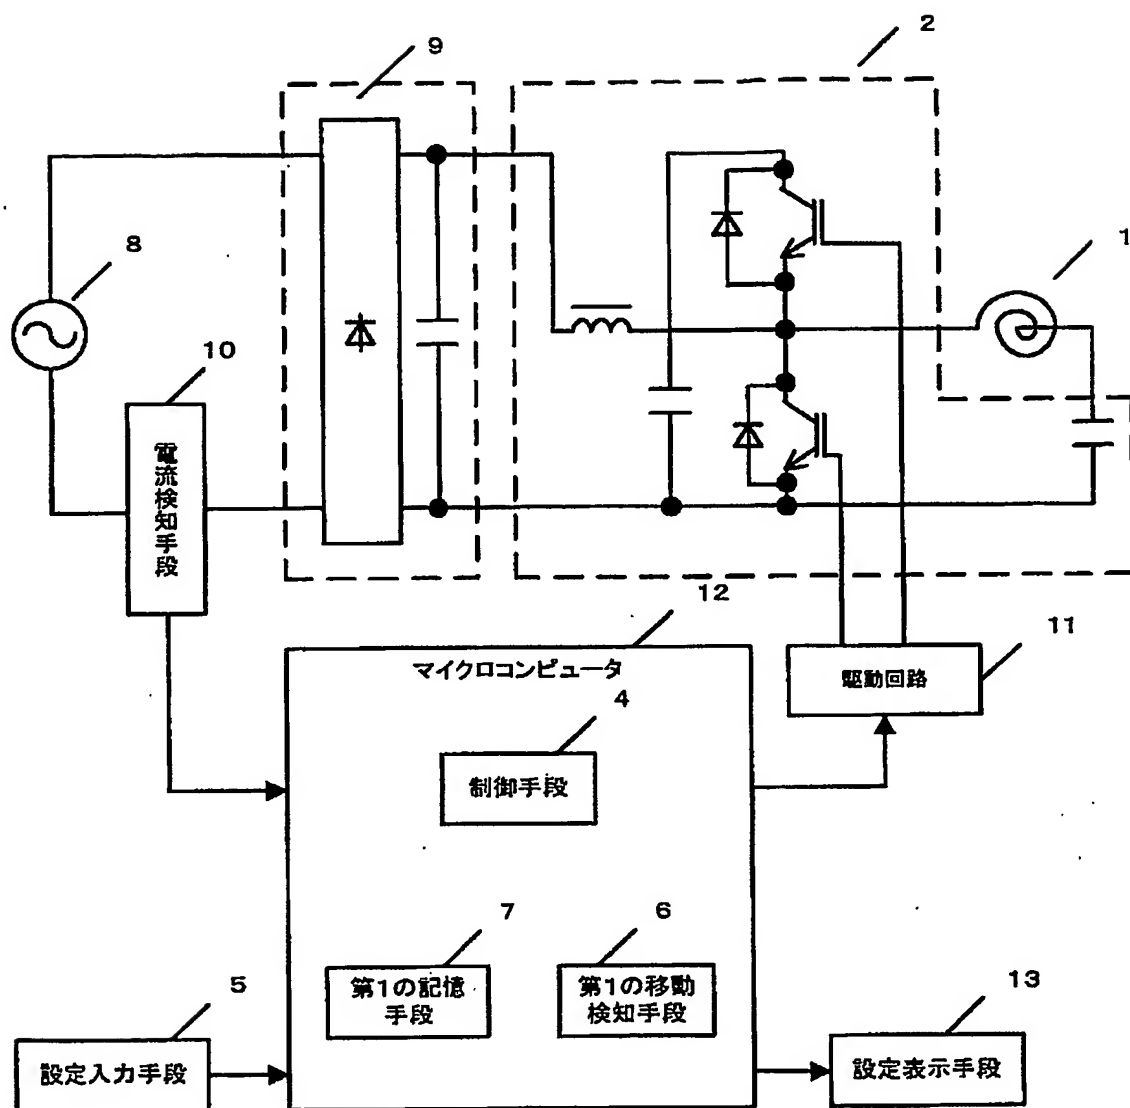 2
9
8
1
10
電流検知手段
12
11
マイクロコンピュータ
駆動回路
4
制御手段
7
6
5
第1の記憶
手段
第1の移動
検知手段
13
設定入力手段
設定表示手段